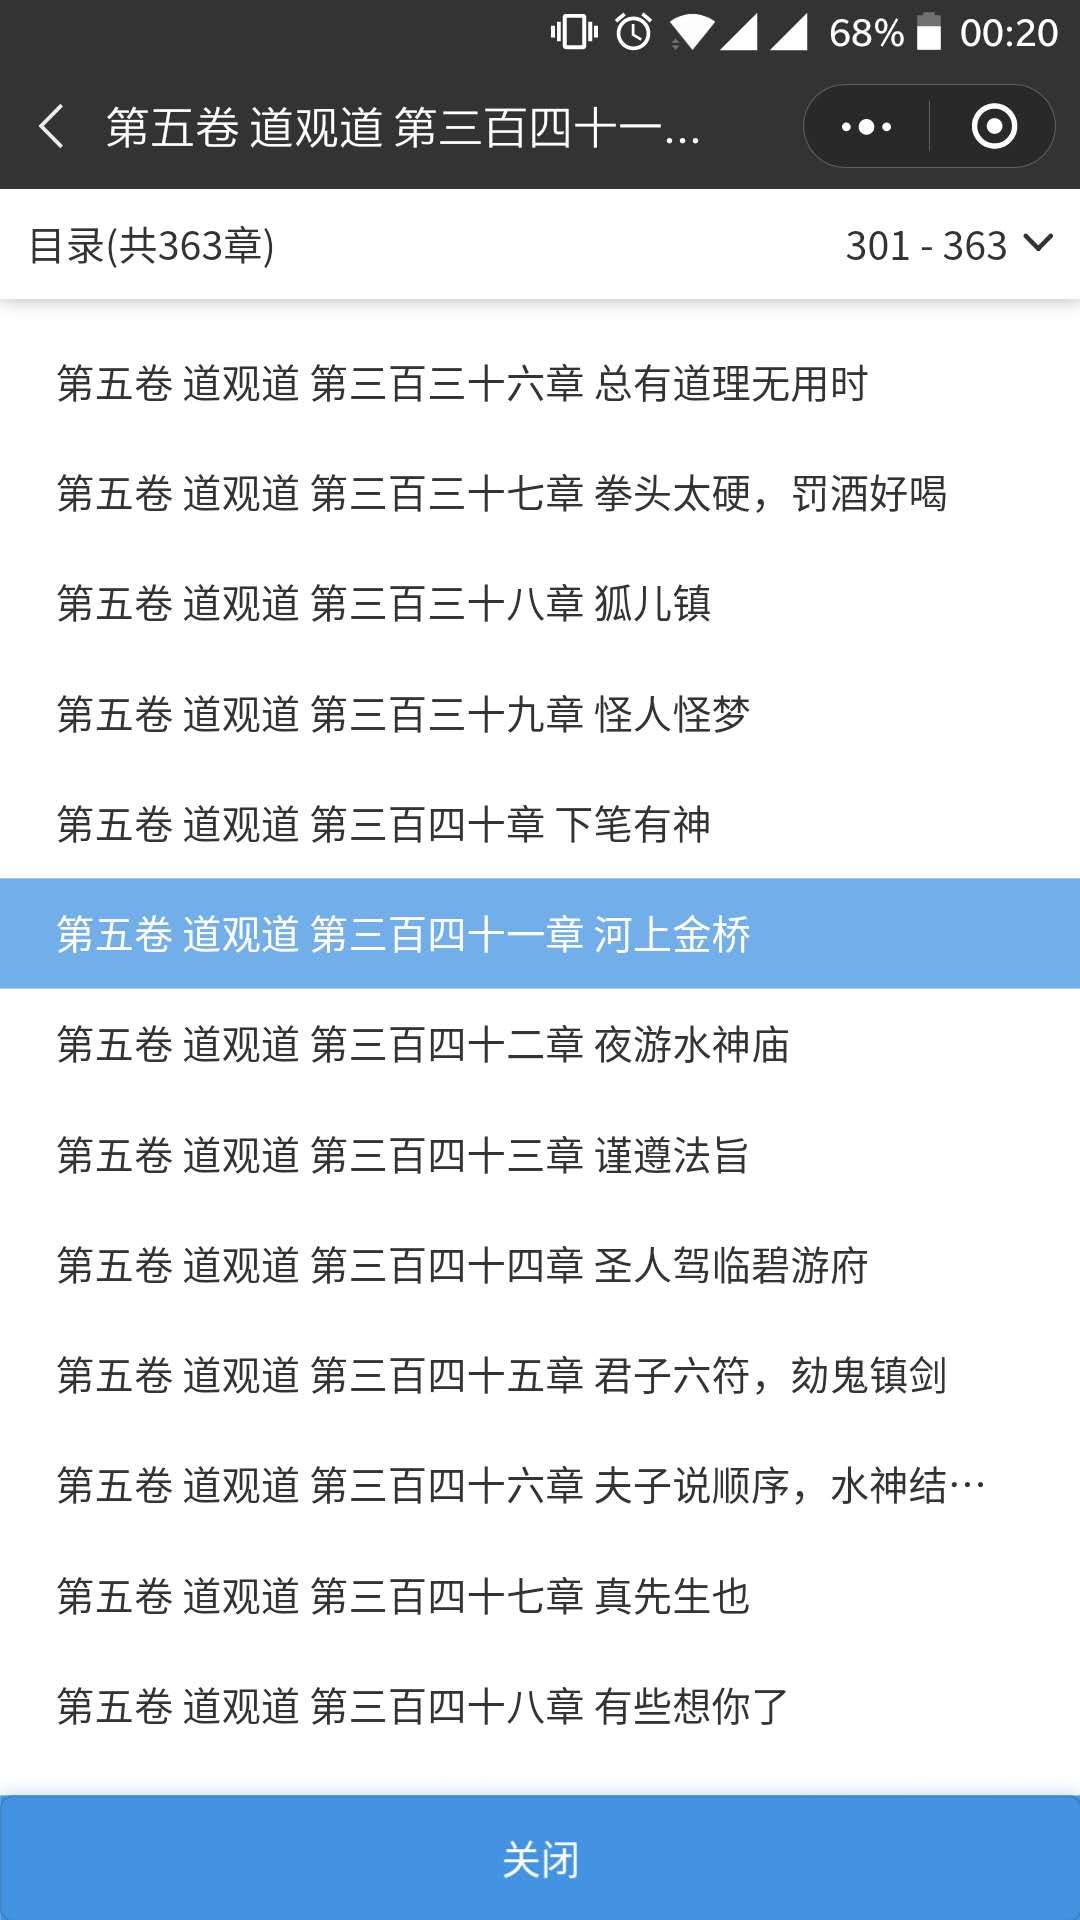 68% 00:20
第五卷 道观道 第三百四十一...
目录(共363章) 301 - 363
第五卷 道观道 第三百三十六章 总有道理无用时
第五卷 道观道 第三百三十七章 拳头太硬，罚酒好喝
第五卷 道观道 第三百三十八章 狐儿镇
第五卷 道观道 第三百三十九章 怪人怪梦
第五卷 道观道 第三百四十章 下笔有神
第五卷 道观道 第三百四十一章 河上金桥
第五卷 道观道 第三百四十二章 夜游水神庙
第五卷 道观道 第三百四十三章 谨遵法旨
第五卷 道观道 第三百四十四章 圣人驾临碧游府
第五卷 道观道 第三百四十五章 君子六符，劾鬼镇剑
第五卷 道观道 第三百四十六章 夫子说顺序，水神结…
第五卷 道观道 第三百四十七章 真先生也
第五卷 道观道 第三百四十八章 有些想你了
关闭